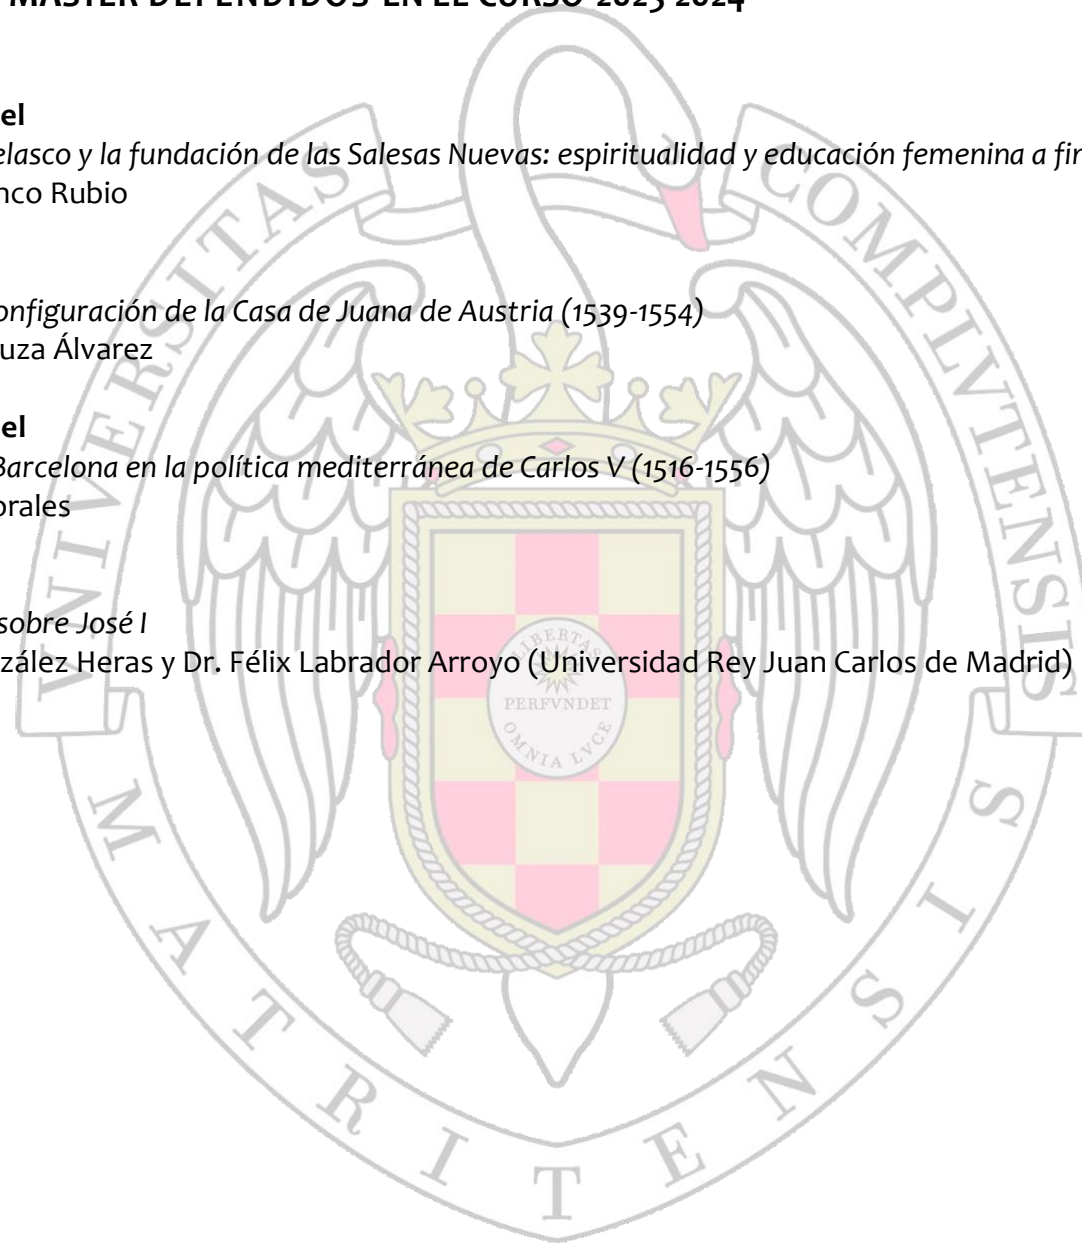 MÁSTER DEFENDIDOS EN EL CURSO 2023-2024
el
elasco y la fundación de las Salesas Nuevas: espiritualidad y educación femenina a fin
nco Rubio
onfiguración de la Casa de Juana de Austria (1539-1554)
uza Álvarez
el
Barcelona en la política mediterránea de Carlos V (1516-1556)
orales
sobre José I
zález Heras y Dr. Félix Labrador Arroyo (Universidad Rey Juan Carlos de Madrid)
VNIVERSITAS COMPLVTENSIS
MATRITENSIS
LIBERTAS
PERFVNDET
OMNIA LVCE